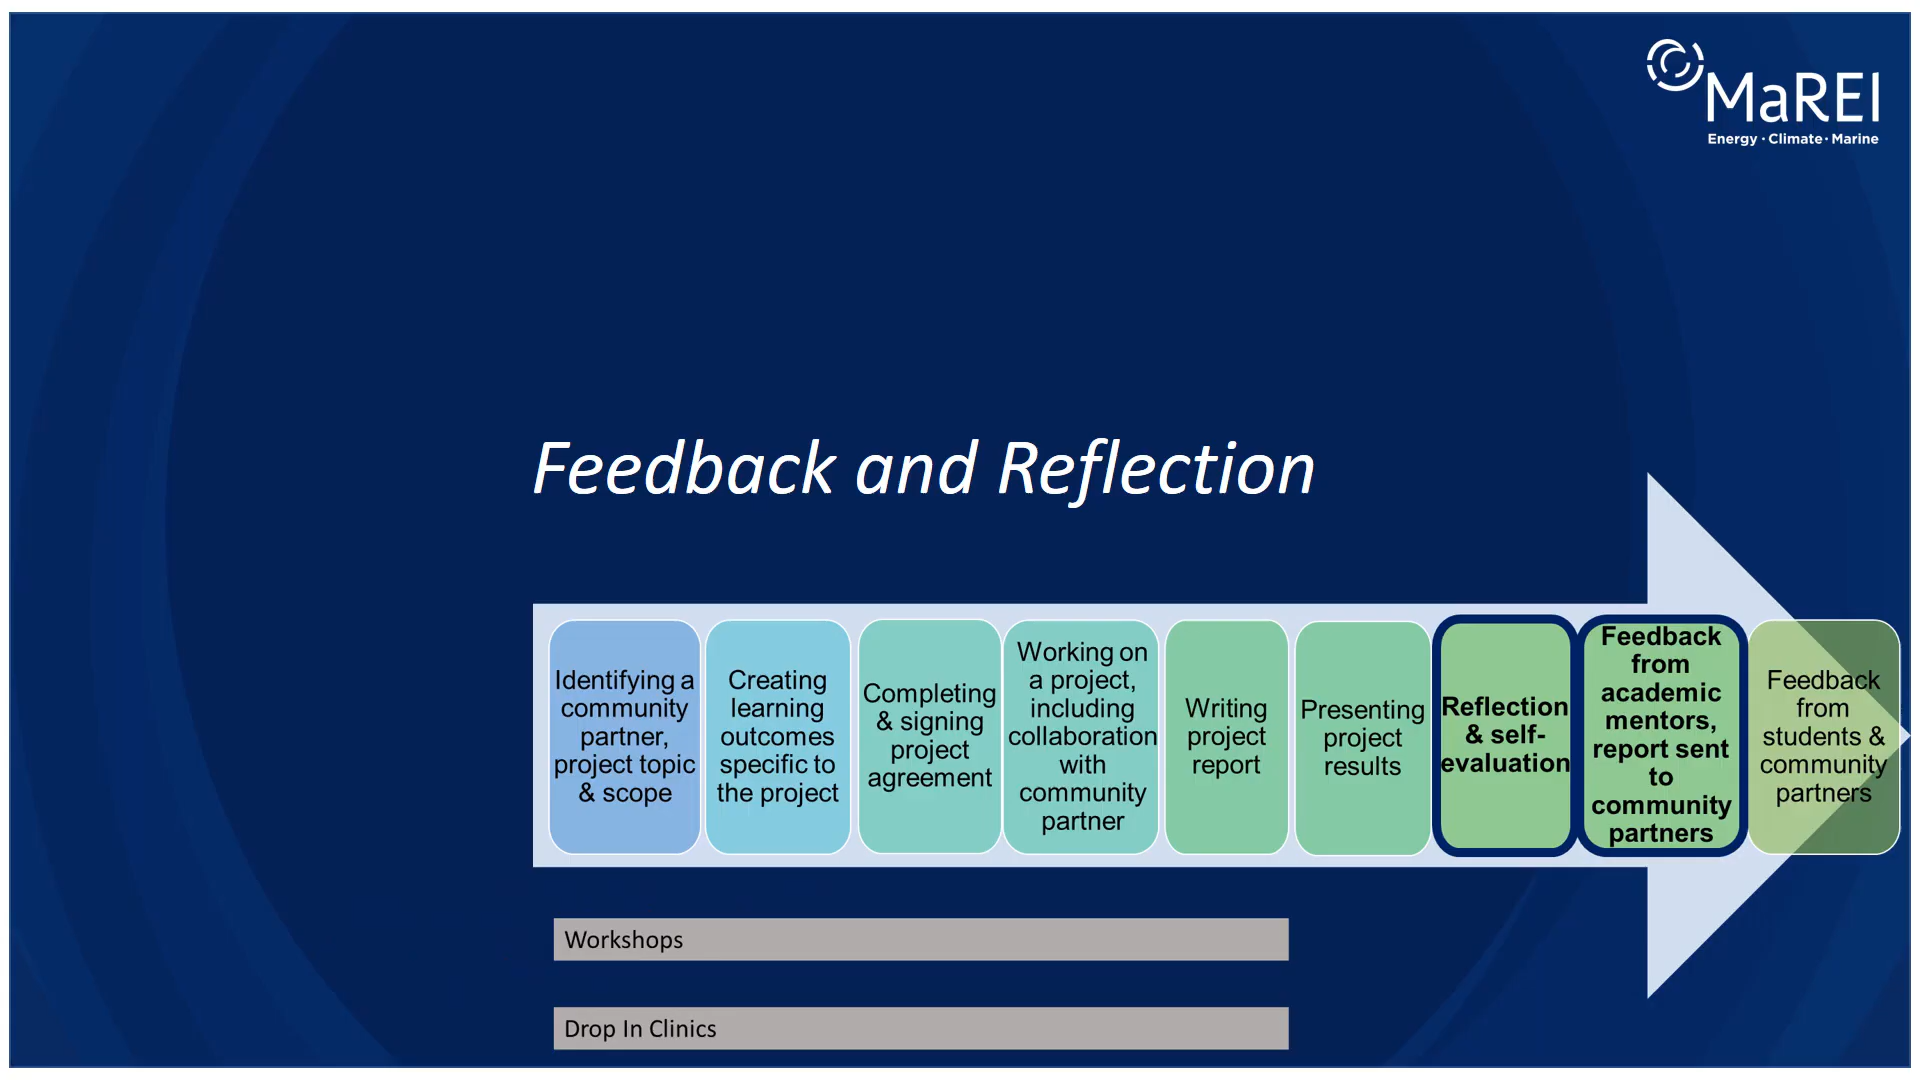 MaREI
Energy · Climate · Marine
Feedback and Reflection
Identifying a
community
partner,
project topic
& scope
Creating
learning
outcomes
specific to
the project
Completing
& signing
project
agreement
Working on
a project,
including
collaboration
with
community
partner
Writing
project
report
Presenting
project
results
Reflection
& self-
evaluation
Feedback
from
academic
mentors,
report sent
to
community
partners
Feedback
from
students &
community
partners
Workshops
Drop In Clinics